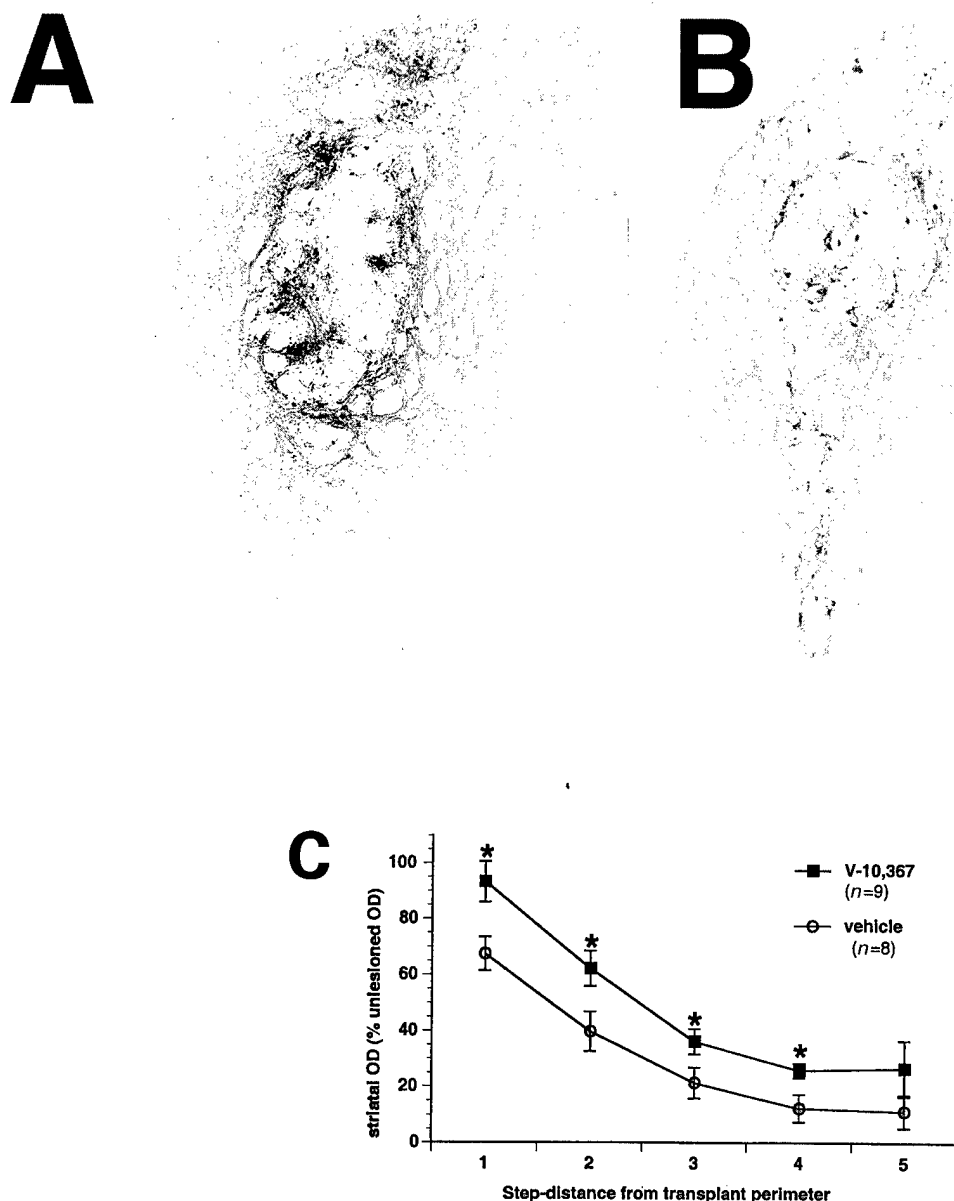 A
B
C
100
80
60
40
20
0
striatal OD (% unlesioned OD)
*
*
*
*
V-10,367
(n=9)
vehicle
(n=8)
1 2 3 4 5
Step-distance from transplant perimeter